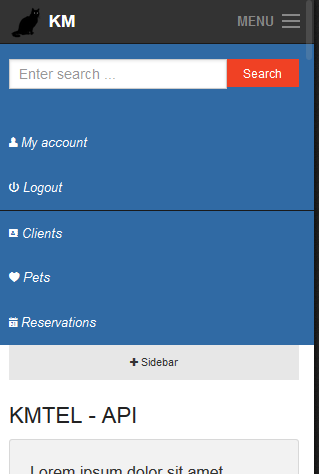 KM MENU
Enter search ... Search
My account
Logout
Clients
Pets
Reservations
+ Sidebar
KMTEL - API
Lorem ipsum dolor sit amet